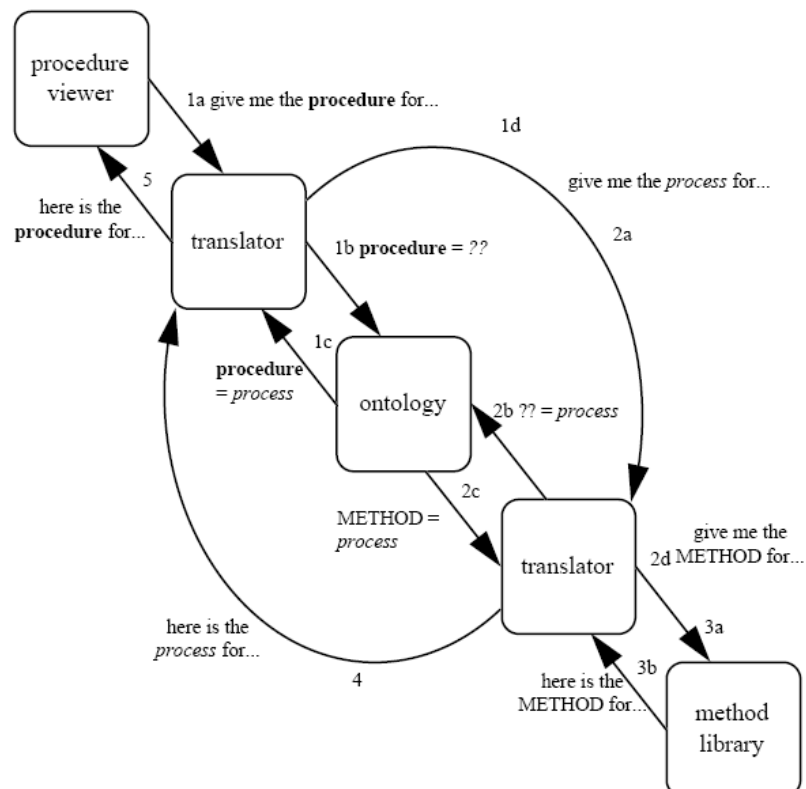 procedure
viewer
1a give me the procedure for...
1d
5
give me the process for...
here is the
procedure for...
translator
2a
1b procedure = ??
1c
procedure
= process
ontology
2b ?? = process
2c
METHOD =
process
translator
give me the
2d METHOD for...
here is the
process for...
4
3a
3b
here is the
METHOD for...
method
library